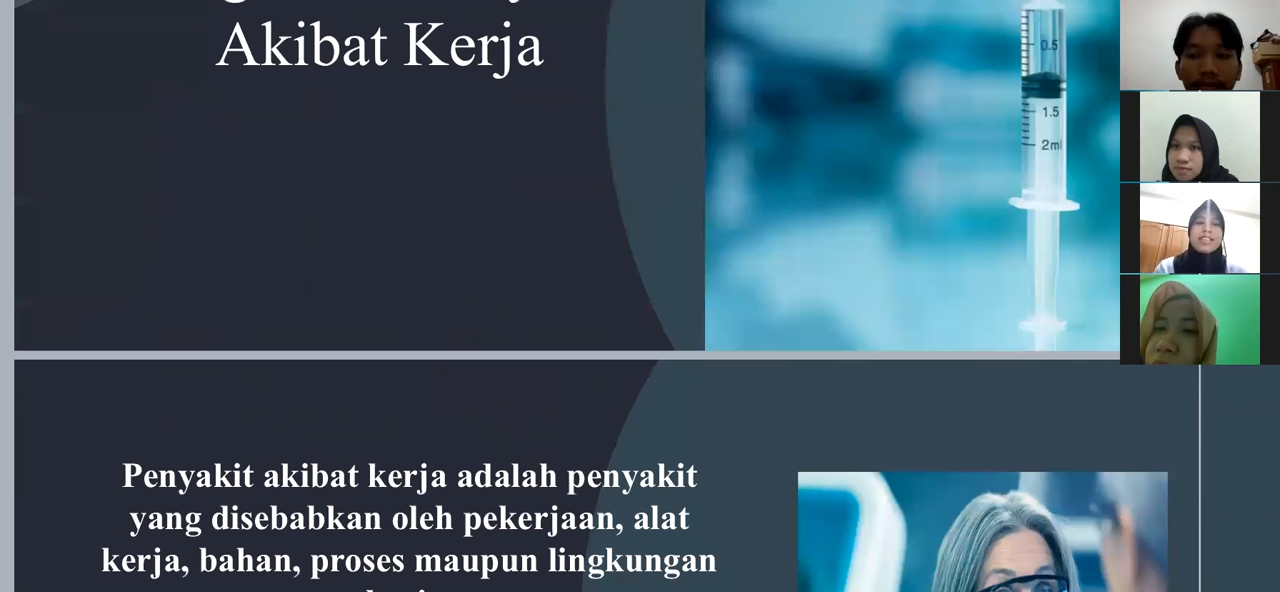 Akibat Kerja
0.5
1.5
2ml
Penyakit akibat kerja adalah penyakit
yang disebabkan oleh pekerjaan, alat
kerja, bahan, proses maupun lingkungan